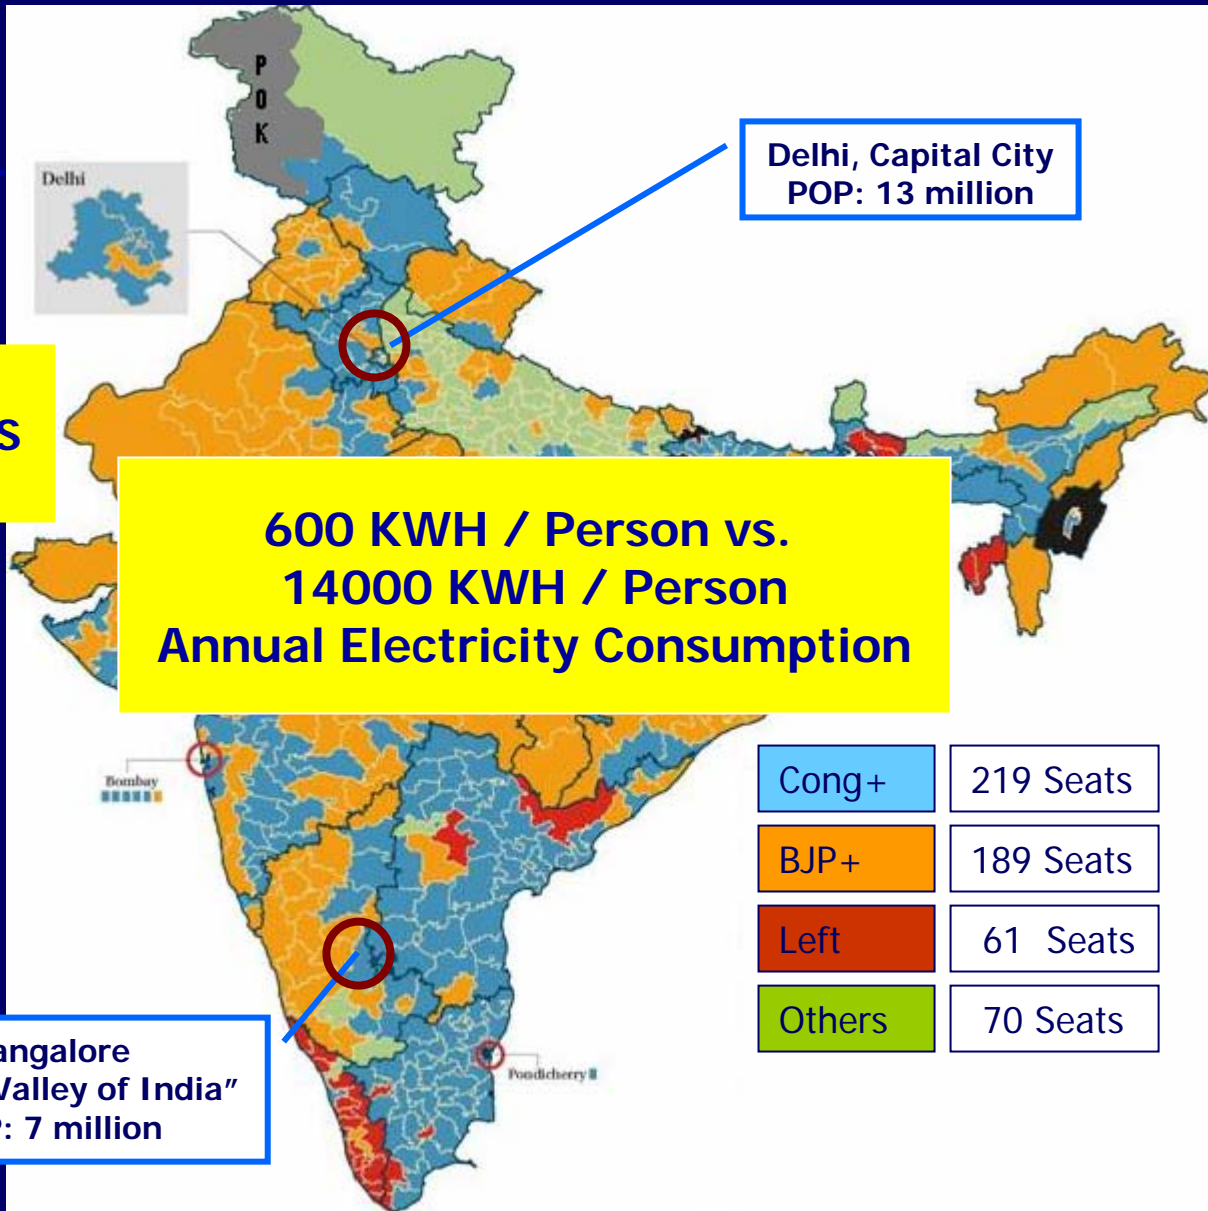 P
O
K
Delhi, Capital City
POP: 13 million
Delhi
S
600 KWH / Person vs.
14000 KWH / Person
Annual Electricity Consumption
Bombay
Cong+ 219 Seats
BJP+ 189 Seats
Left 61 Seats
Others 70 Seats
angalore
Valley of India"
: 7 million
Pondicherry